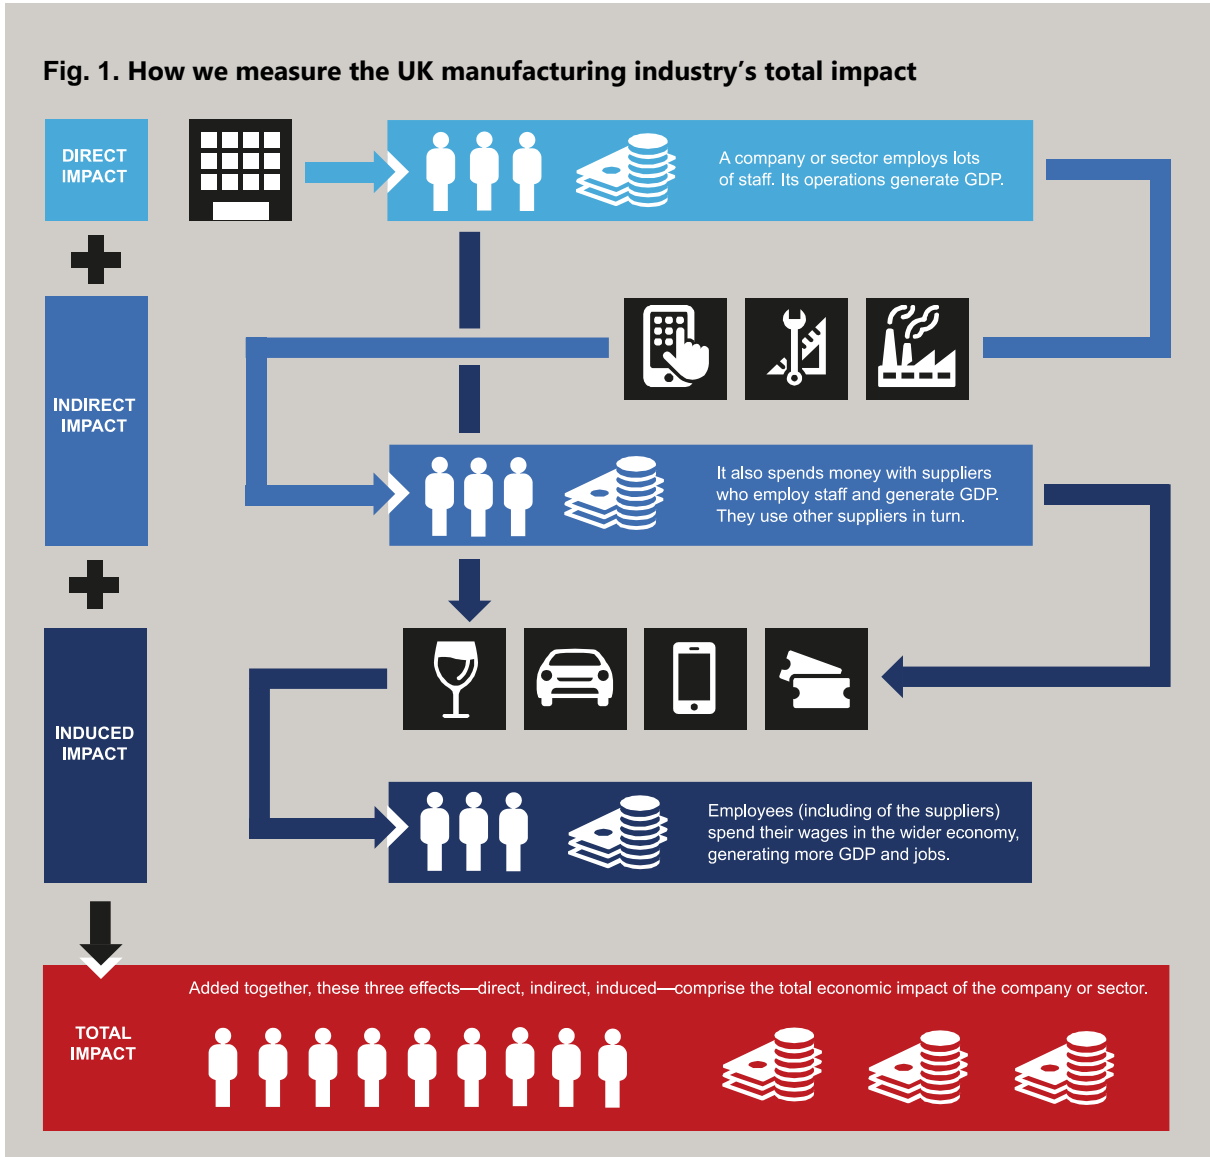 Fig. 1. How we measure the UK manufacturing industry’s total impact
DIRECT
IMPACT
A company or sector employs lots
of staff. Its operations generate GDP.
INDIRECT
IMPACT
It also spends money with suppliers
who employ staff and generate GDP.
They use other suppliers in turn.
INDUCED
IMPACT
Employees (including of the suppliers)
spend their wages in the wider economy,
generating more GDP and jobs.
Added together, these three effects—direct, indirect, induced—comprise the total economic impact of the company or sector.
TOTAL
IMPACT